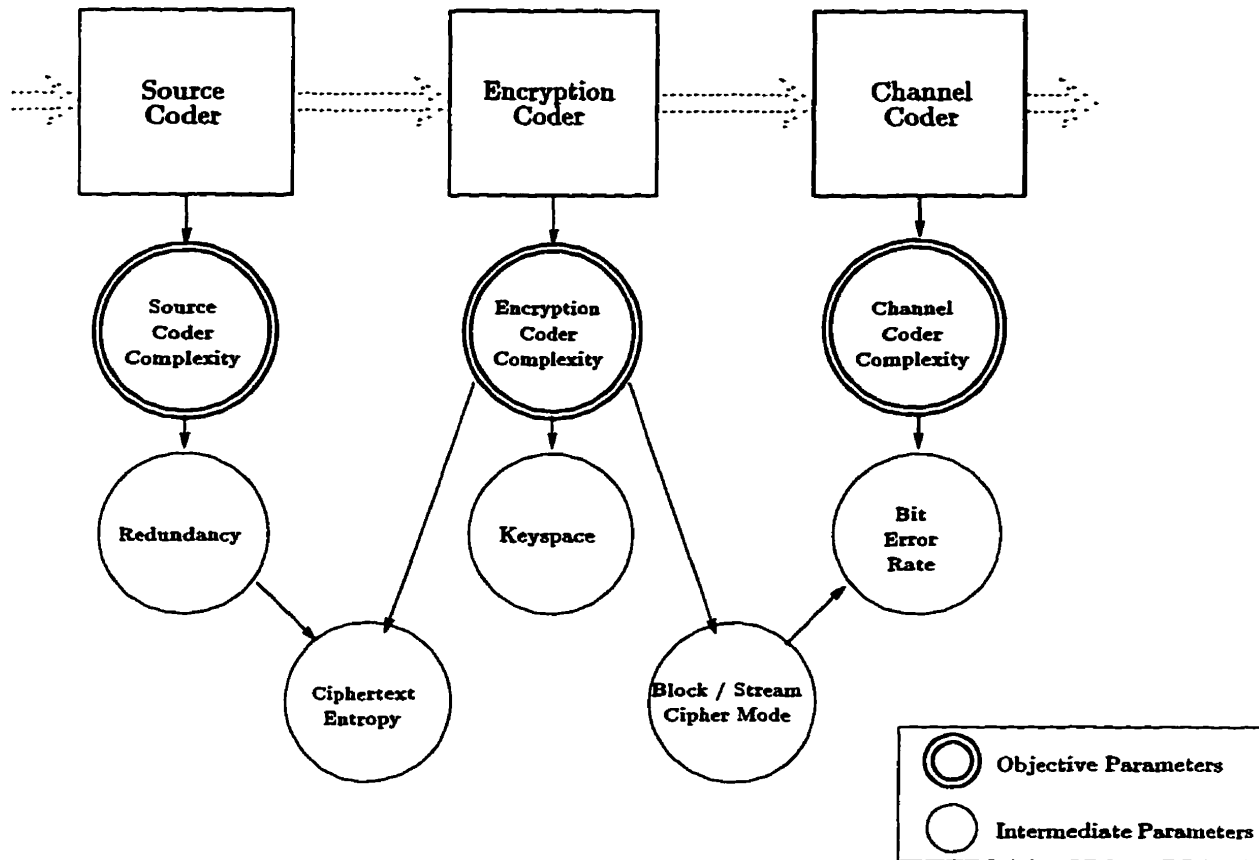 Source
Coder
Encryption
Coder
Channel
Coder
Source
Coder
Complexity
Encryption
Coder
Complexity
Channel
Coder
Complexity
Redundancy
Keyspace
Bit
Error
Rate
Ciphertext
Entropy
Block / Stream
Cipher Mode
Objective Parameters
Intermediate Parameters